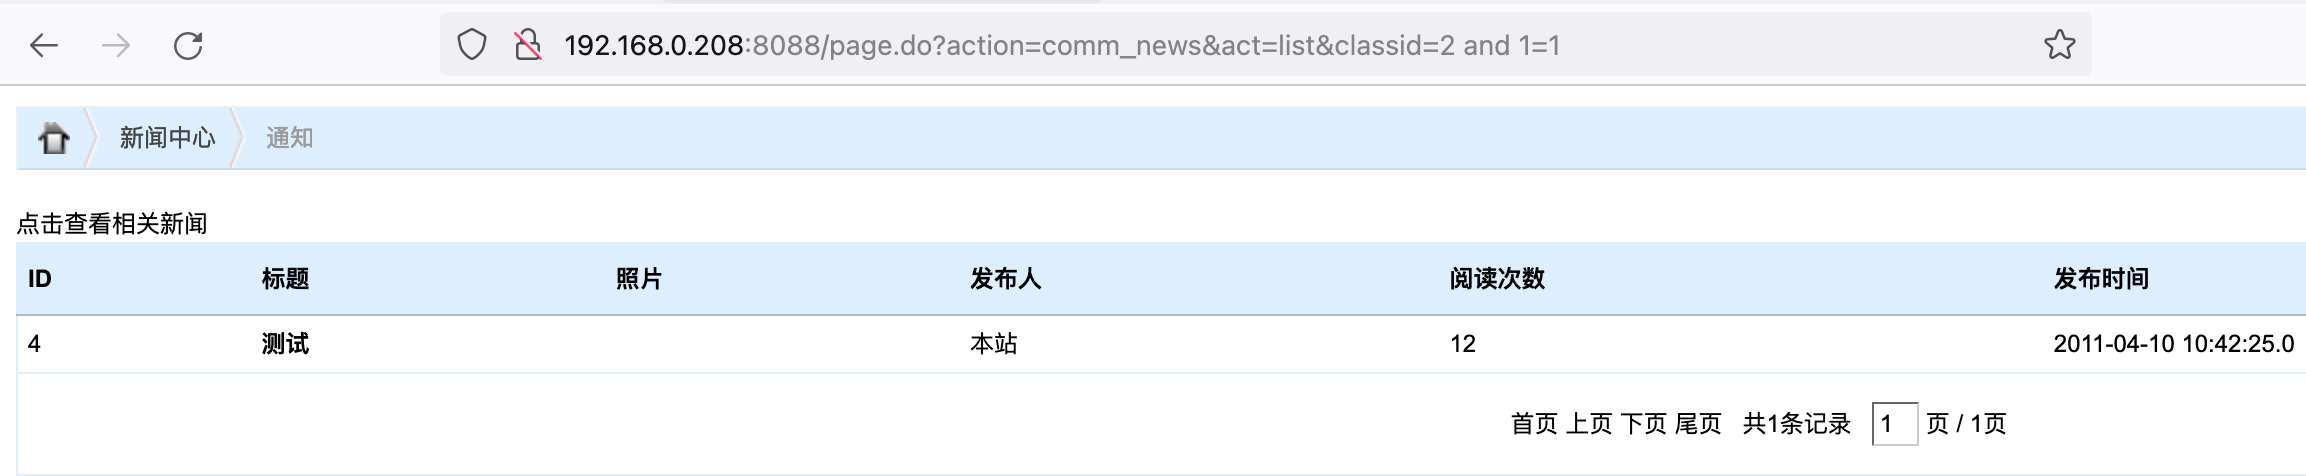 192.168.0.208:8088/page.do?action=comm_news&act=list&classid=2 and 1=1
新闻中心 通知
点击查看相关新闻
ID 标题 照片 发布人 阅读次数 发布时间
4 测试 本站 12 2011-04-10 10:42:25.0
首页 上页 下页 尾页 共1条记录 1 页 / 1页